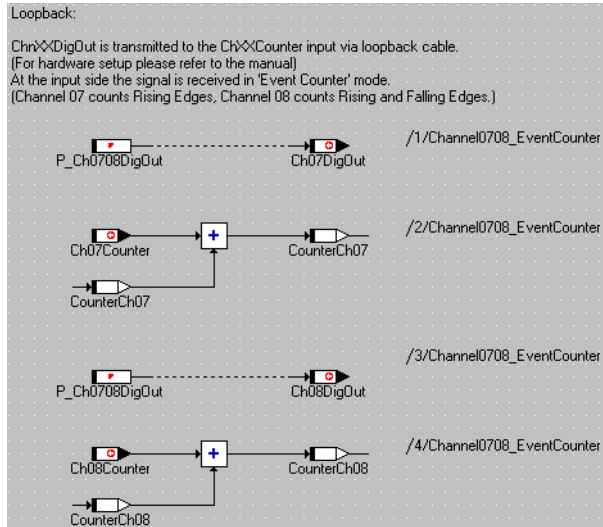 Loopback:
ChnXXDigOut is transmitted to the ChXXCounter input via loopback cable.
(For hardware setup please refer to the manual)
At the input side the signal is received in 'Event Counter' mode.
(Channel 07 counts Rising Edges, Channel 08 counts Rising and Falling Edges.)
/1/Channel0708_EventCounter
P_Ch0708DigOut Ch07DigOut
/2/Channel0708_EventCounter
+
Ch07Counter CounterCh07
CounterCh07
/3/Channel0708_EventCounter
P_Ch0708DigOut Ch08DigOut
/4/Channel0708_EventCounter
+
Ch08Counter CounterCh08
CounterCh08